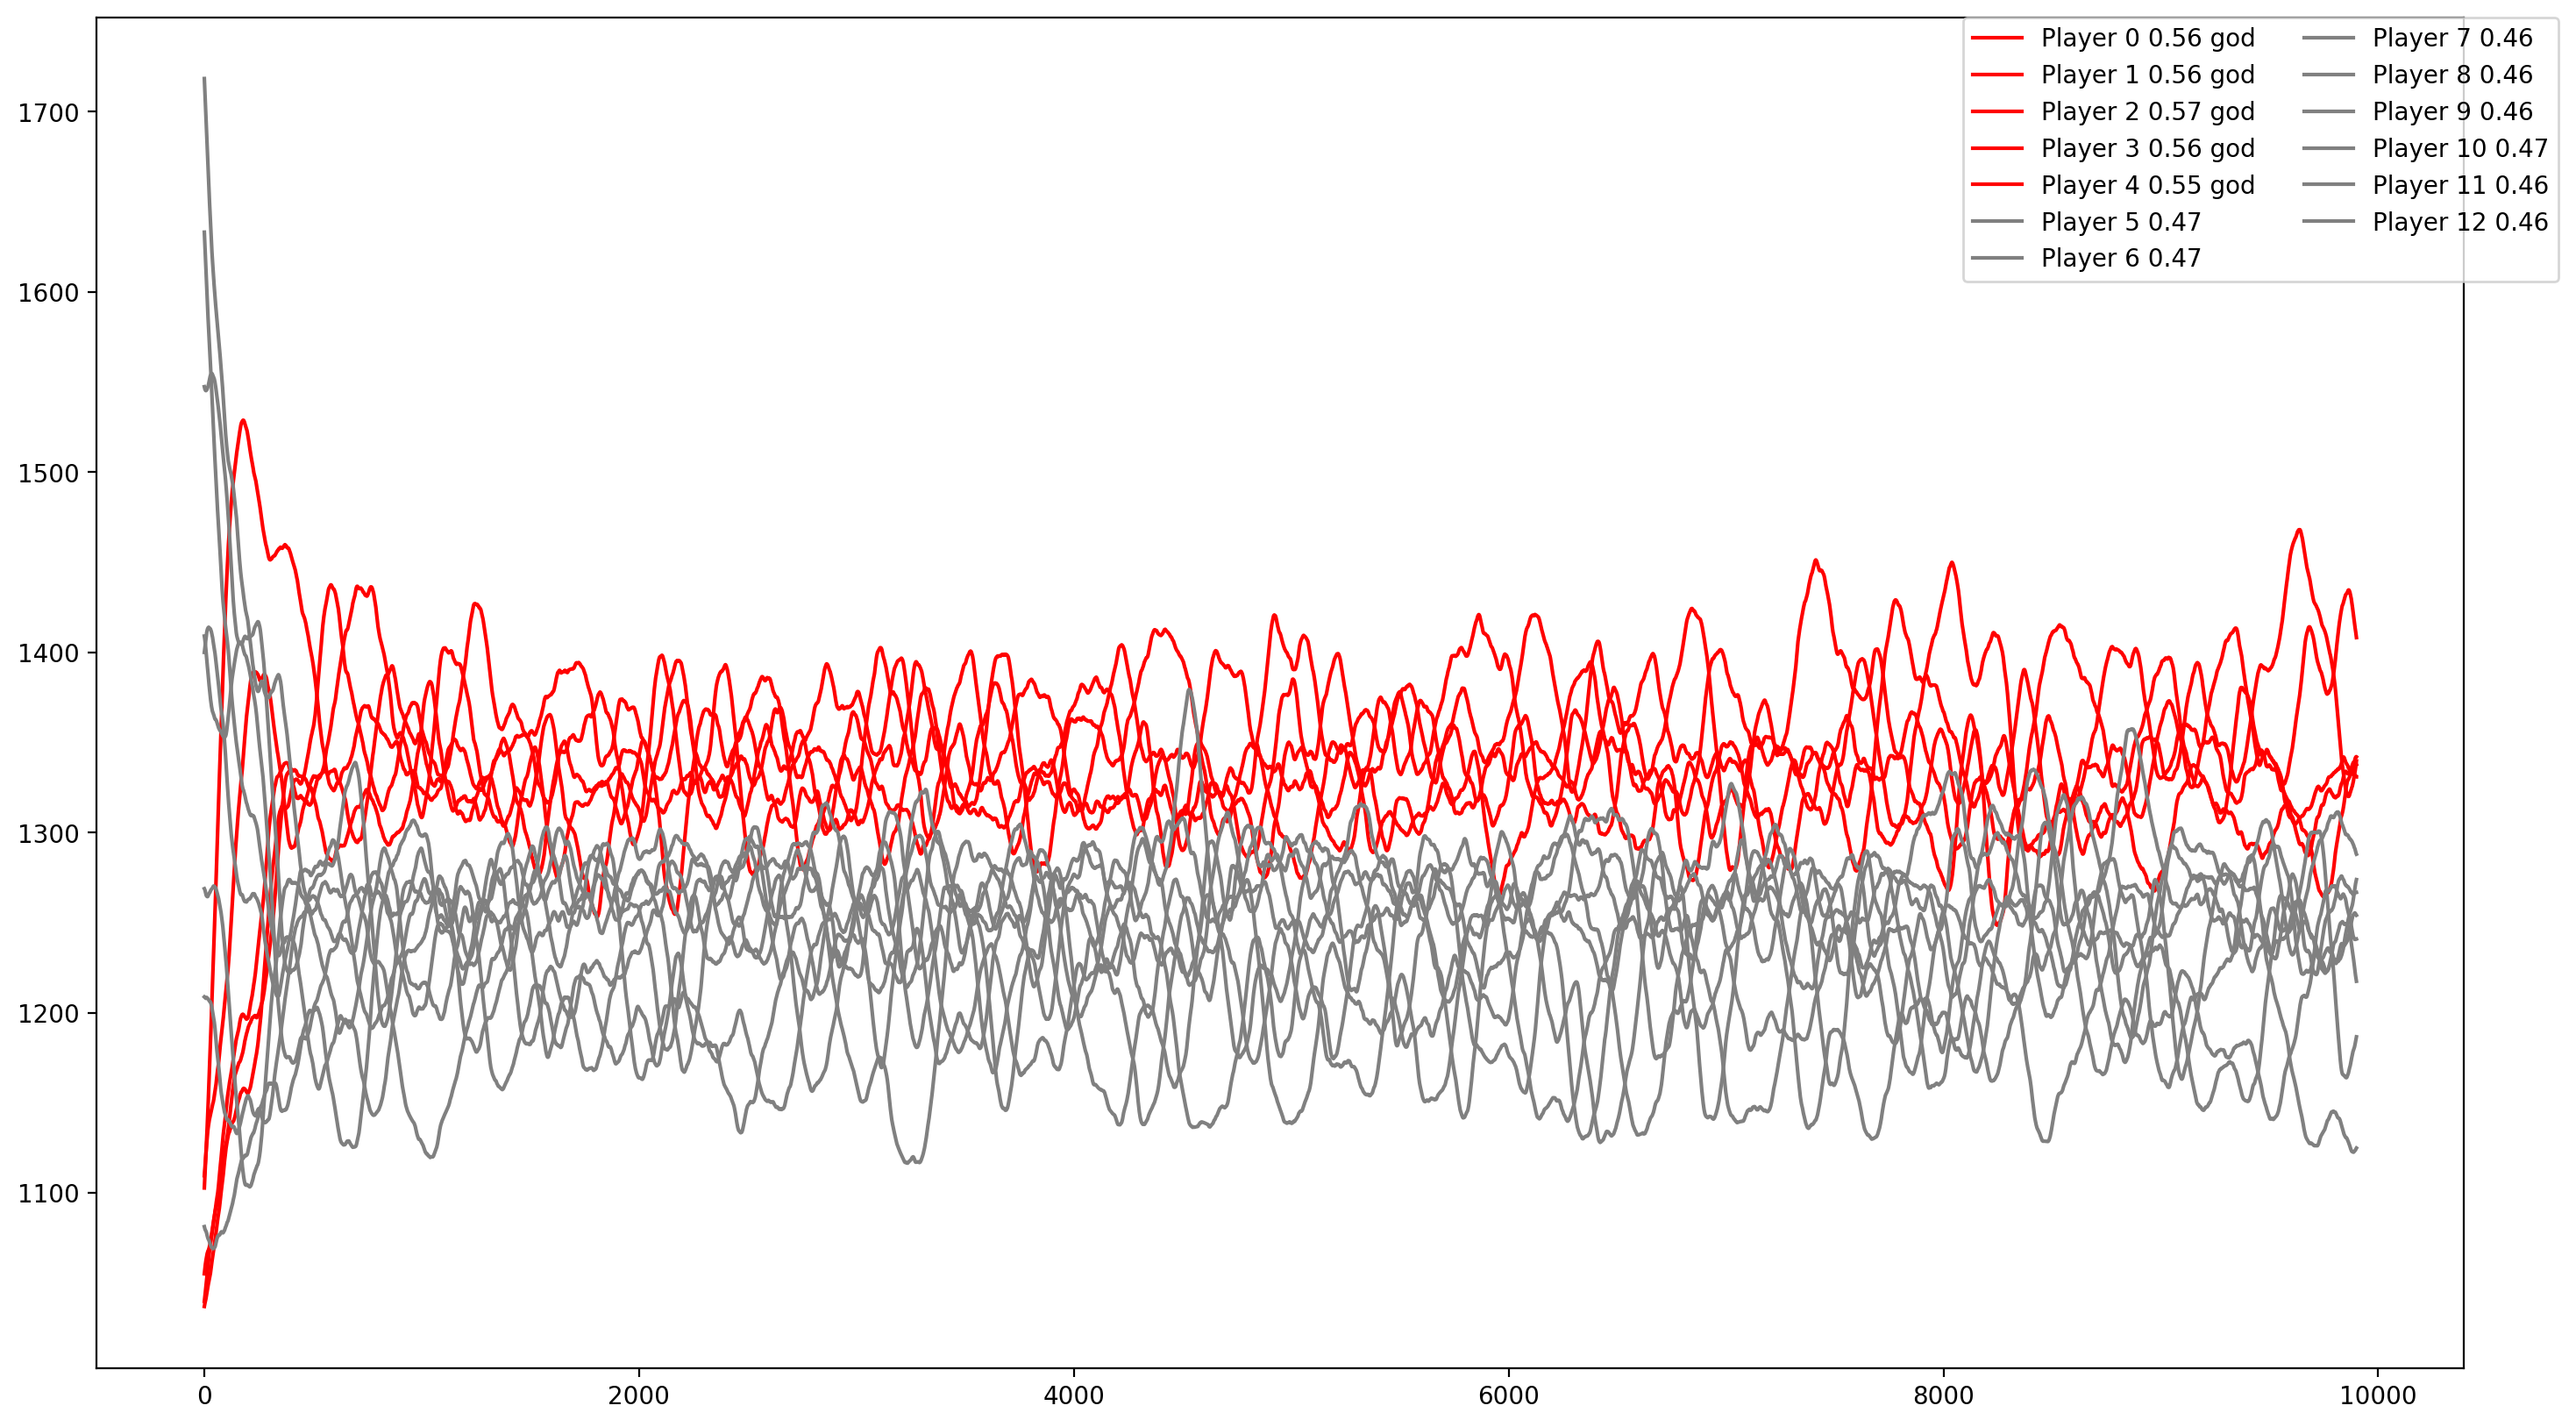 1700
1600
1500
1400
1300
1200
1100
0
2000
4000
6000
8000
10000
Player 0 0.56 god
Player 1 0.56 god
Player 2 0.57 god
Player 3 0.56 god
Player 4 0.55 god
Player 5 0.47
Player 6 0.47
Player 7 0.46
Player 8 0.46
Player 9 0.46
Player 10 0.47
Player 11 0.46
Player 12 0.46